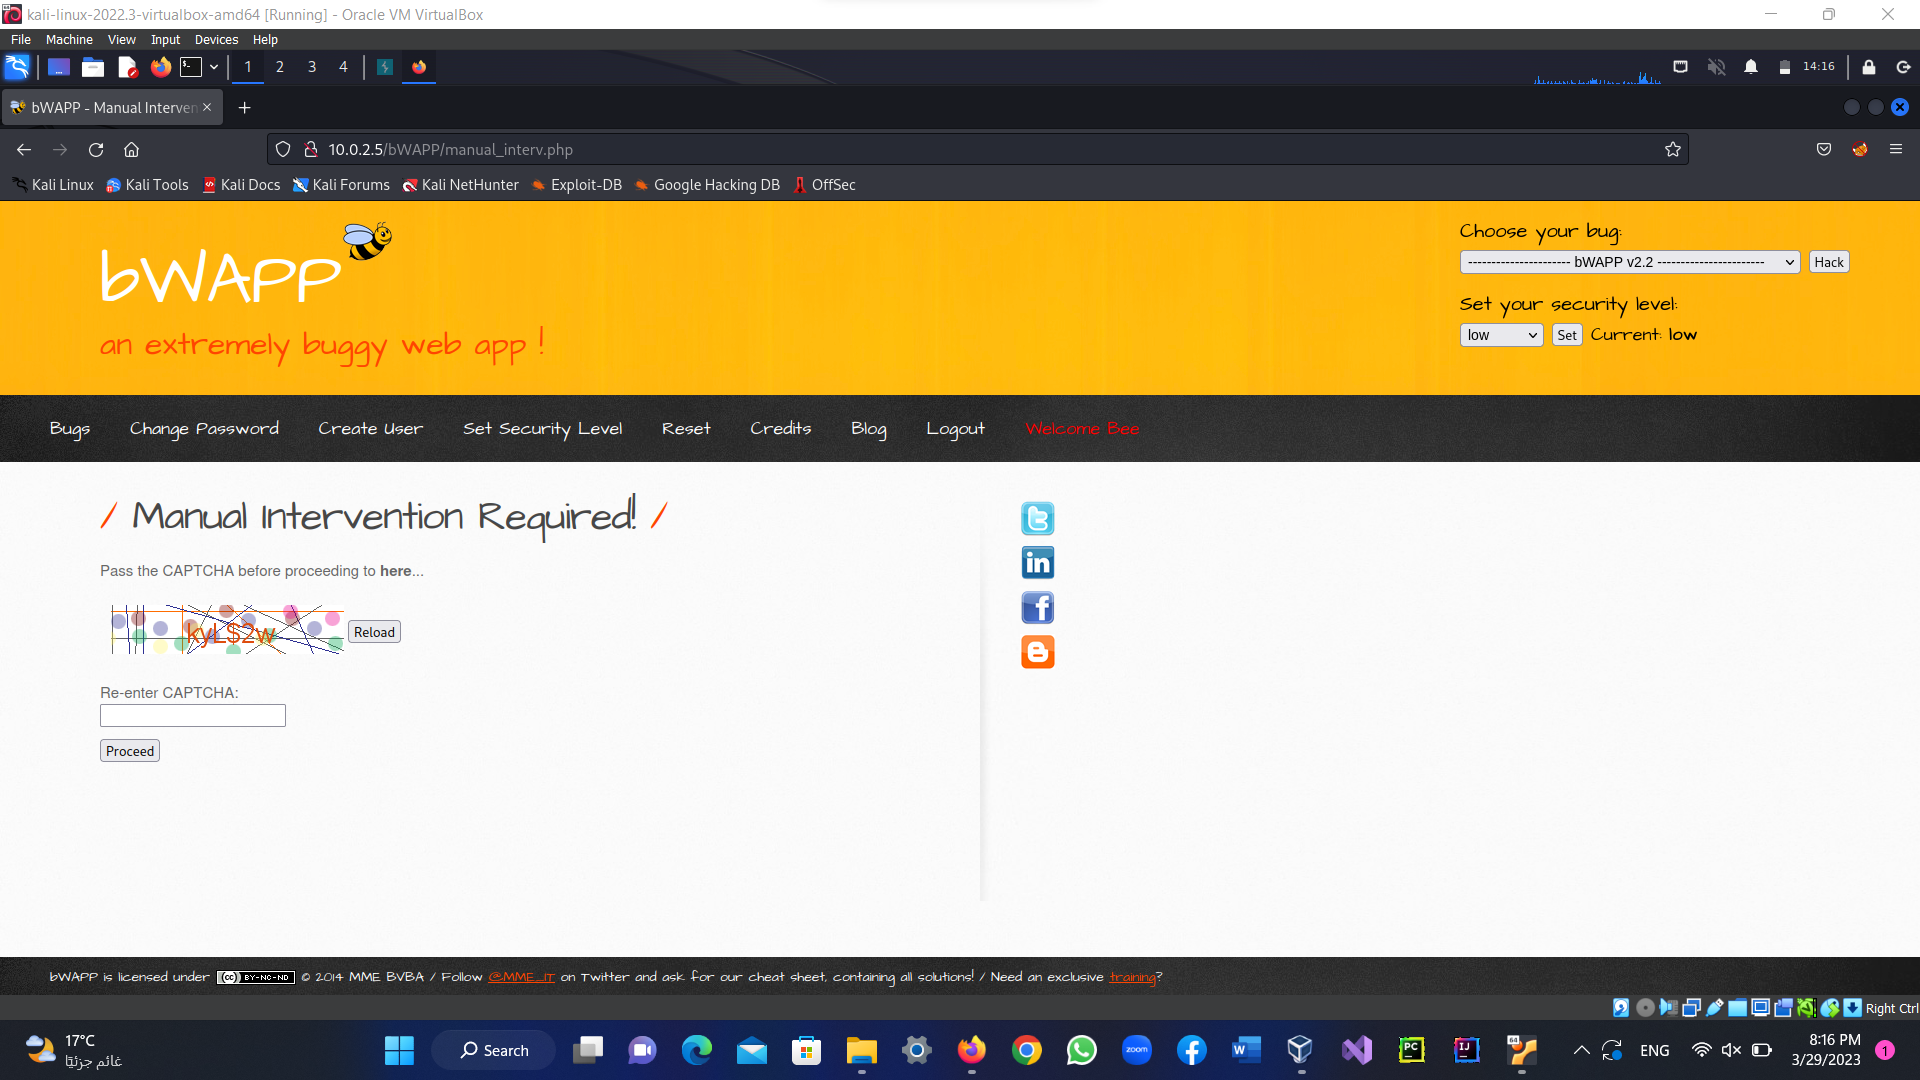 kali-linux-2022.3-virtualbox-amd64 [Running] - Oracle VM VirtualBox
File Machine View Input Devices Help
1 2 3 4 14:16
bWAPP - Manual Interven
10.0.2.5/bWAPP/manual_interv.php
Kali Linux Kali Tools Kali Docs Kali Forums Kali NetHunter Exploit-DB Google Hacking DB OffSec
bWAPP
an extremely buggy web app !
Choose your bug:
---------------------- bWAPP v2.2 ----------------------- Hack
Set your security level:
low Set Current: low
Bugs Change Password Create User Set Security Level Reset Credits Blog Logout Welcome Bee
/ Manual Intervention Required! /
Pass the CAPTCHA before proceeding to here...
kyL$2w Reload
Re-enter CAPTCHA:
Proceed
bWAPP is licensed under (cc) BY-NC-ND © 2014 MME BVBA / Follow @MME_IT on Twitter and ask for our cheat sheet, containing all solutions! / Need an exclusive training?
Right Ctrl
17°C
غائم جزئيًا
Search
zoom
ENG
8:16 PM
3/29/2023
1